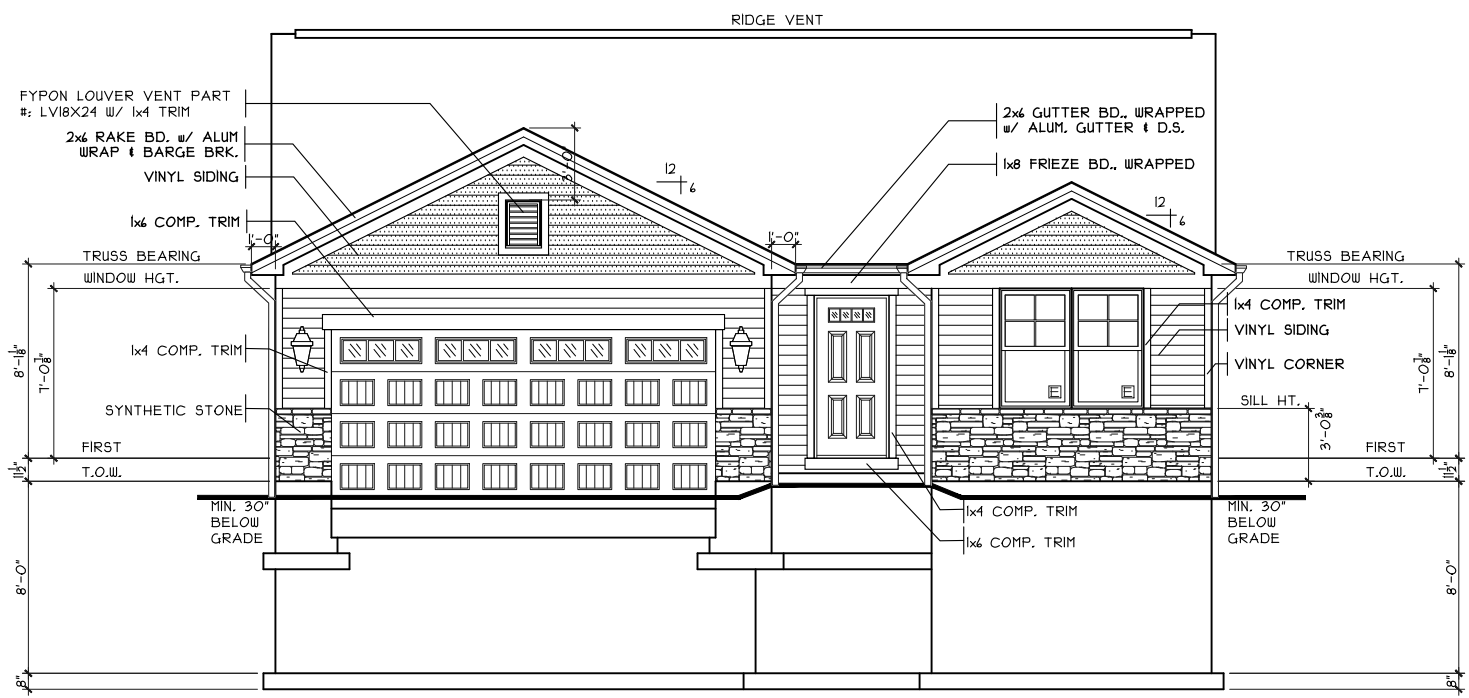 RIDGE VENT
FYPON LOUVER VENT PART
#: LV18X24 W/ 1x4 TRIM
2x6 RAKE BD. w/ ALUM
WRAP & BARGE BRK.
VINYL SIDING
1x6 COMP. TRIM
1'-0"
TRUSS BEARING
WINDOW HGT.
1x4 COMP. TRIM
SYNTHETIC STONE
FIRST
T.O.W.
MIN. 30"
BELOW
GRADE
8'-1 1/8"
7'-0 1/8"
11 1/2"
8'-0"
8"
3'-0"
12
6
1'-0"
2x6 GUTTER BD., WRAPPED
w/ ALUM. GUTTER & D.S.
1x8 FRIEZE BD., WRAPPED
12
6
TRUSS BEARING
WINDOW HGT.
1x4 COMP. TRIM
VINYL SIDING
VINYL CORNER
SILL HT.
FIRST
T.O.W.
E
E
1x4 COMP. TRIM
1x6 COMP. TRIM
MIN. 30"
BELOW
GRADE
3'-0 3/8"
7'-0 1/8"
8'-1 1/8"
11 1/2"
8'-0"
8"